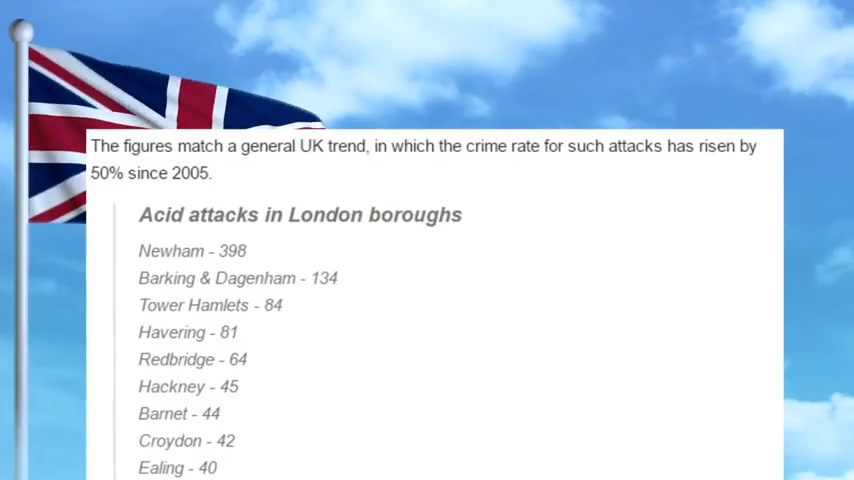 The figures match a general UK trend, in which the crime rate for such attacks has risen by
50% since 2005.
Acid attacks in London boroughs
Newham - 398
Barking & Dagenham - 134
Tower Hamlets - 84
Havering - 81
Redbridge - 64
Hackney - 45
Barnet - 44
Croydon - 42
Ealing - 40